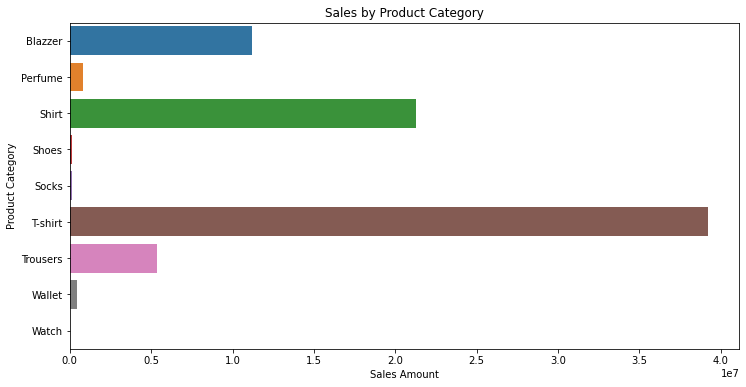 Sales by Product Category
Product Category
Blazzer
Perfume
Shirt
Shoes
Socks
T-shirt
Trousers
Wallet
Watch
0.0 0.5 1.0 1.5 2.0 2.5 3.0 3.5 4.0
1e7
Sales Amount